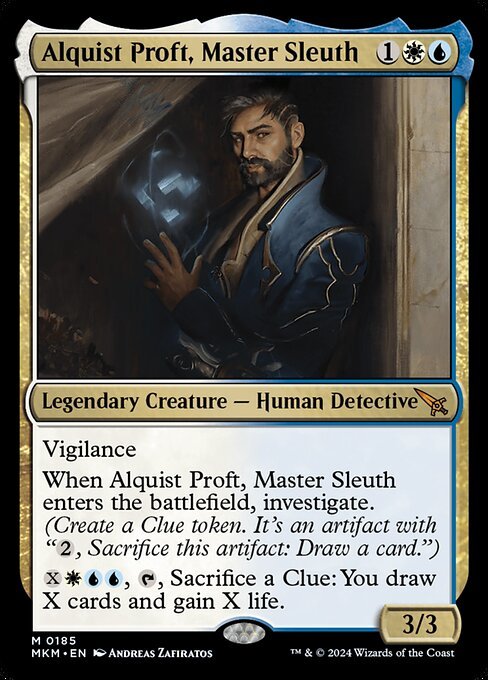 Alquist Proft, Master Sleuth 1
Legendary Creature — Human Detective
Vigilance
When Alquist Proft, Master Sleuth
enters the battlefield, investigate.
(Create a Clue token. It's an artifact with
“2, Sacrifice this artifact: Draw a card.”)
X, Sacrifice a Clue: You draw
X cards and gain X life.
3/3
M 0185
MKM • EN Andreas Zafiratos
™ & © 2024 Wizards of the Coast